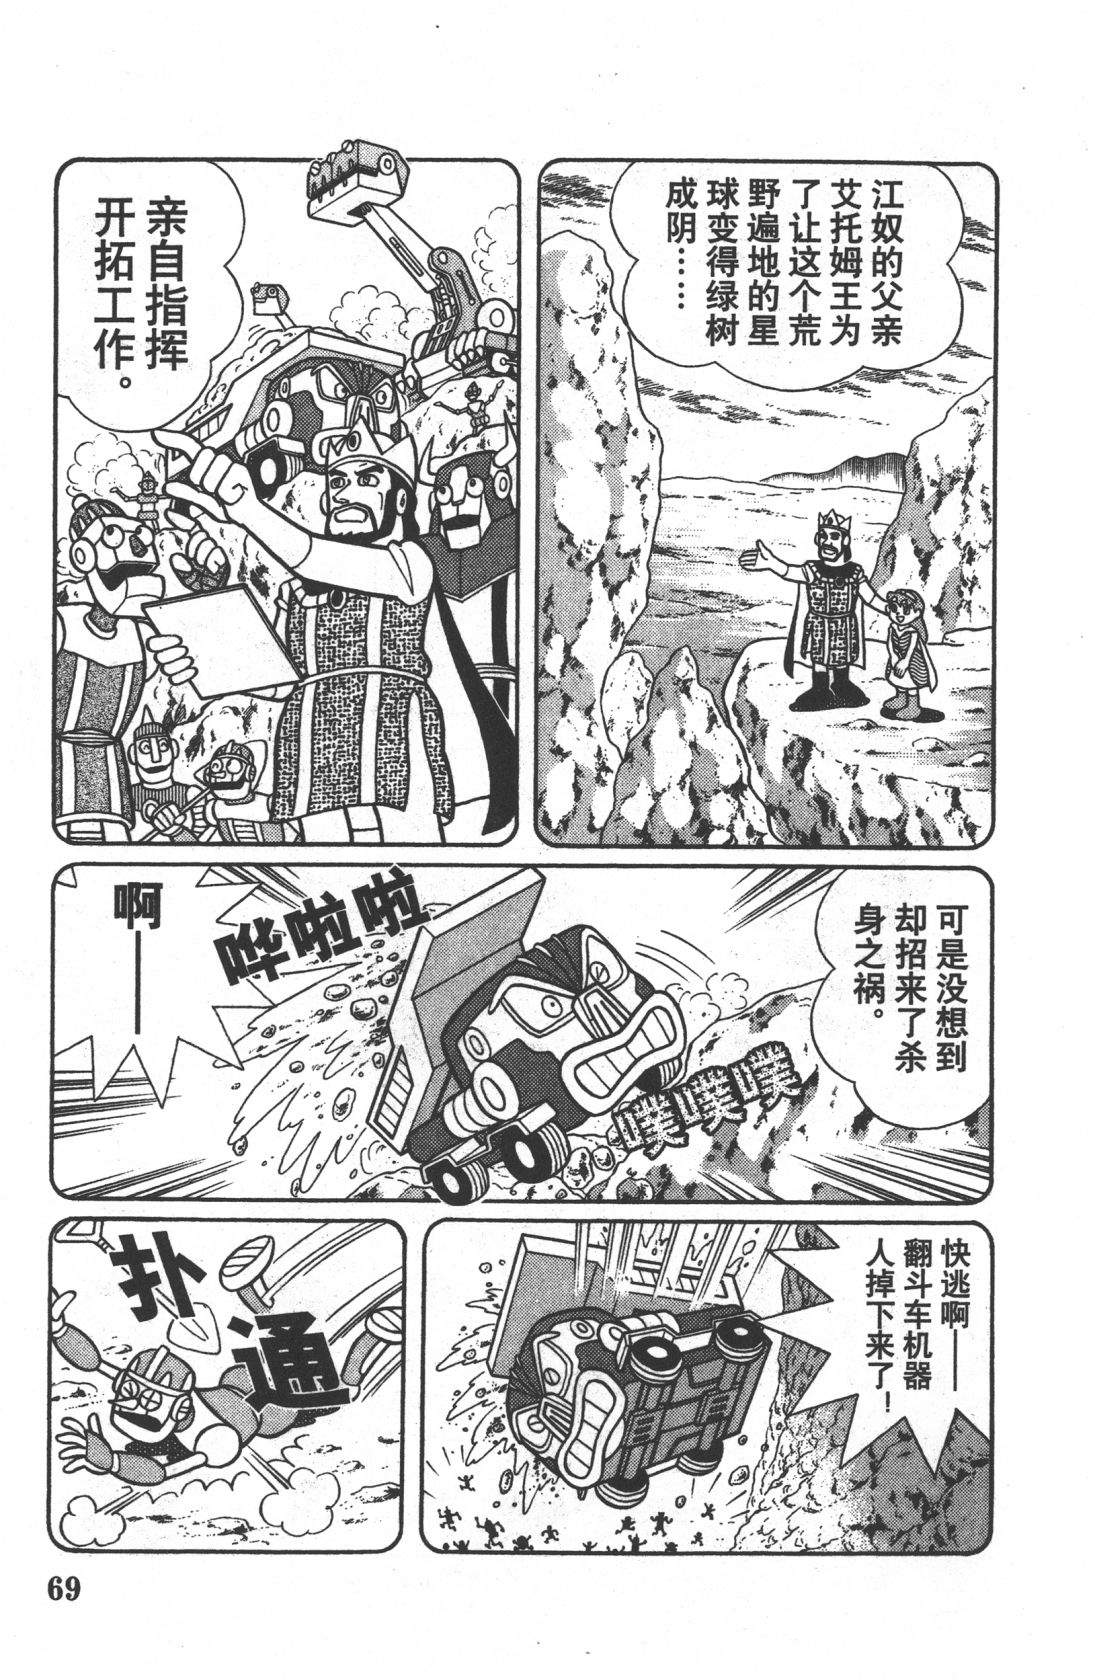 江奴的父亲
艾托姆王为
了让这个荒
野遍地的星
球变得绿树
成阴……
亲自指挥
开拓工作。
可是没想到
却招来了杀
身之祸。
噗噗噗
哗啦啦
啊——
快逃啊——
翻斗车机器
人掉下来了！
扑通
69